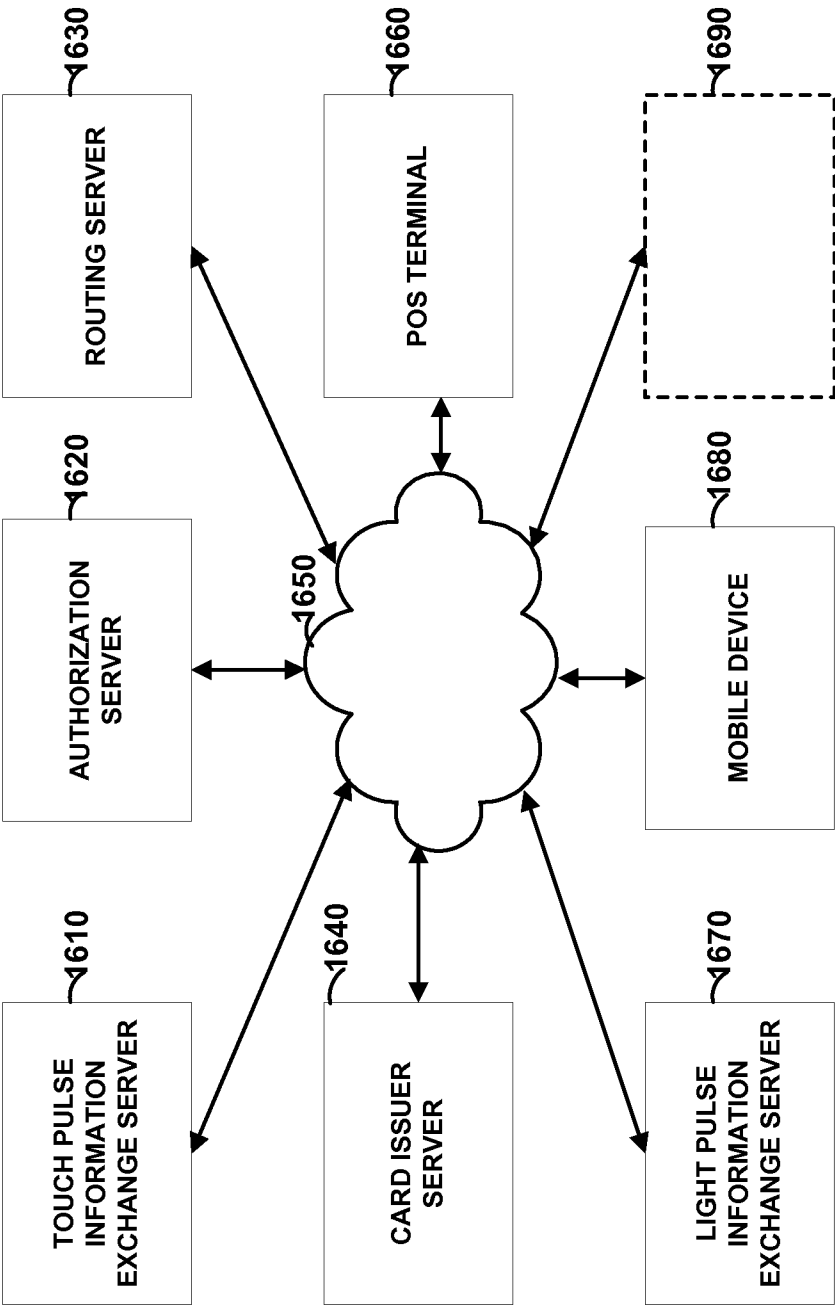 1610
TOUCH PULSE
INFORMATION
EXCHANGE SERVER
1620
AUTHORIZATION
SERVER
1630
ROUTING SERVER
1640
CARD ISSUER
SERVER
1650
1660
POS TERMINAL
1670
LIGHT PULSE
INFORMATION
EXCHANGE SERVER
1680
MOBILE DEVICE
1690